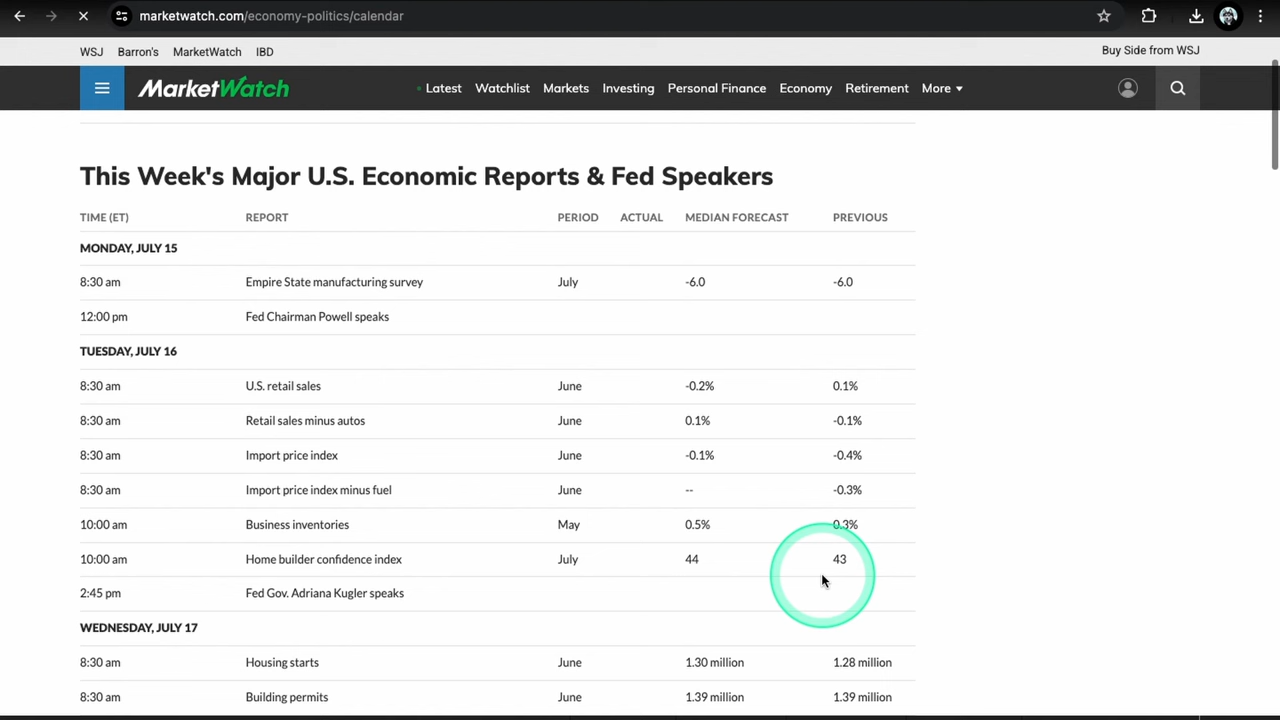 marketwatch.com/economy-politics/calendar
WSJ Barron's MarketWatch IBD Buy Side from WSJ
MarketWatch Latest Watchlist Markets Investing Personal Finance Economy Retirement More
This Week's Major U.S. Economic Reports & Fed Speakers
TIME (ET) REPORT PERIOD ACTUAL MEDIAN FORECAST PREVIOUS
MONDAY, JULY 15
8:30 am Empire State manufacturing survey July -6.0 -6.0
12:00 pm Fed Chairman Powell speaks
TUESDAY, JULY 16
8:30 am U.S. retail sales June -0.2% 0.1%
8:30 am Retail sales minus autos June 0.1% -0.1%
8:30 am Import price index June -0.1% -0.4%
8:30 am Import price index minus fuel June -- -0.3%
10:00 am Business inventories May 0.5% 0.3%
10:00 am Home builder confidence index July 44 43
2:45 pm Fed Gov. Adriana Kugler speaks
WEDNESDAY, JULY 17
8:30 am Housing starts June 1.30 million 1.28 million
8:30 am Building permits June 1.39 million 1.39 million